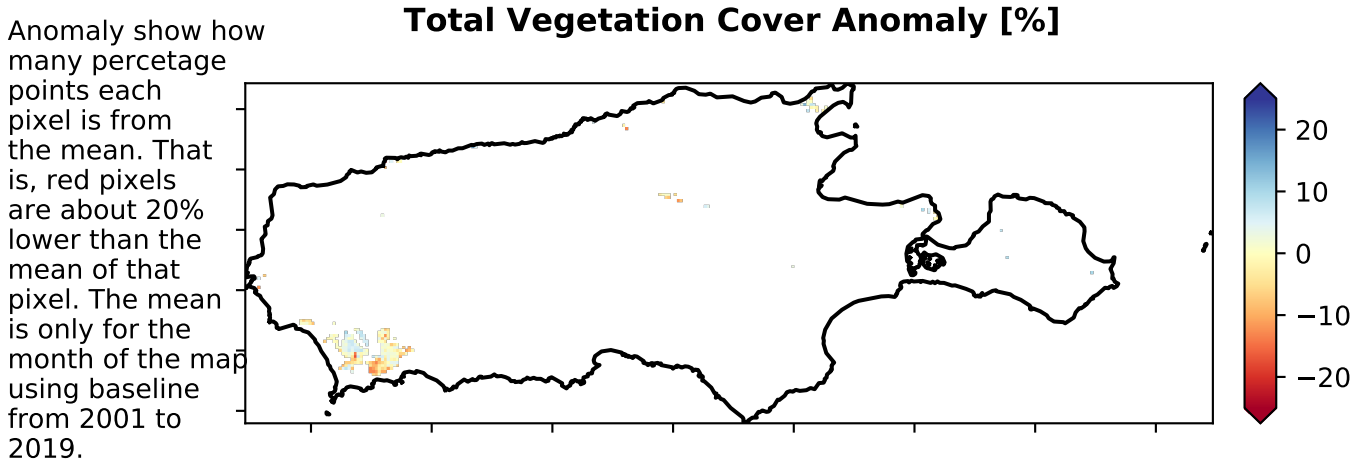 Total Vegetation Cover Anomaly [%]
Anomaly show how
many percetage
points each
pixel is from
the mean. That
is, red pixels
are about 20%
lower than the
mean of that
pixel. The mean
is only for the
month of the map
using baseline
from 2001 to
2019.
20
10
0
−10
−20